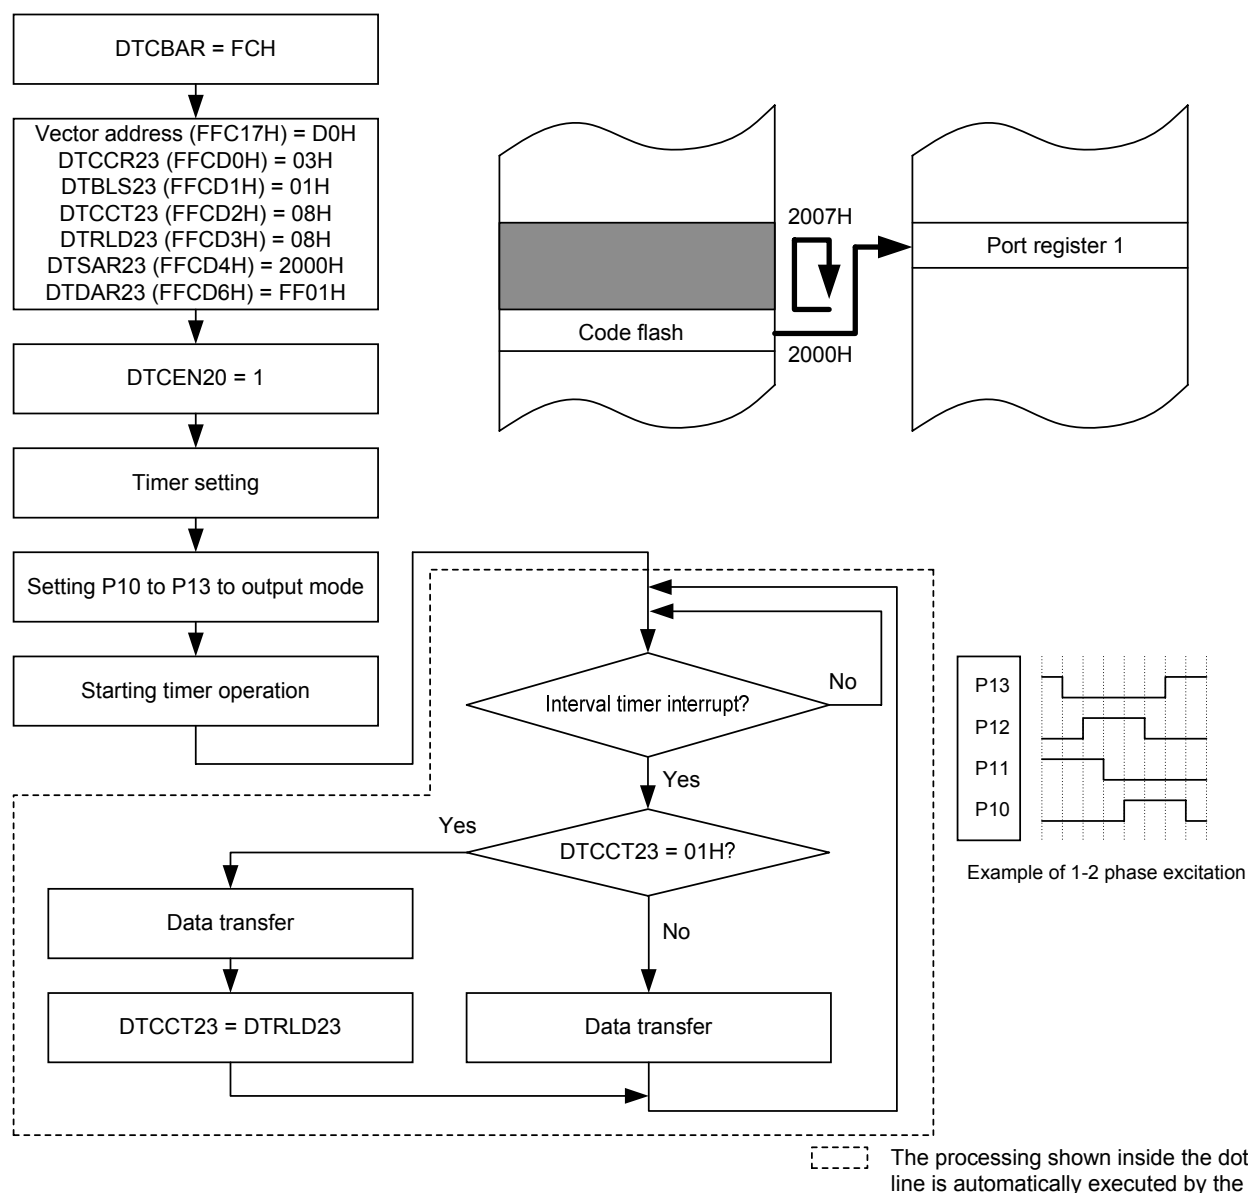 DTCBAR = FCH
Vector address (FFC17H) = D0H
DTCCR23 (FFCD0H) = 03H
DTBLS23 (FFCD1H) = 01H
DTCCT23 (FFCD2H) = 08H
DTRLD23 (FFCD3H) = 08H
DTSAR23 (FFCD4H) = 2000H
DTDAR23 (FFCD6H) = FF01H
DTCEN20 = 1
Timer setting
Setting P10 to P13 to output mode
Starting timer operation
2007H
Port register 1
Code flash
2000H
Interval timer interrupt?
No
Yes
DTCCT23 = 01H?
Yes
No
Data transfer
DTCCT23 = DTRLD23
Data transfer
P13
P12
P11
P10
Example of 1-2 phase excitation
The processing shown inside the dot
line is automatically executed by the